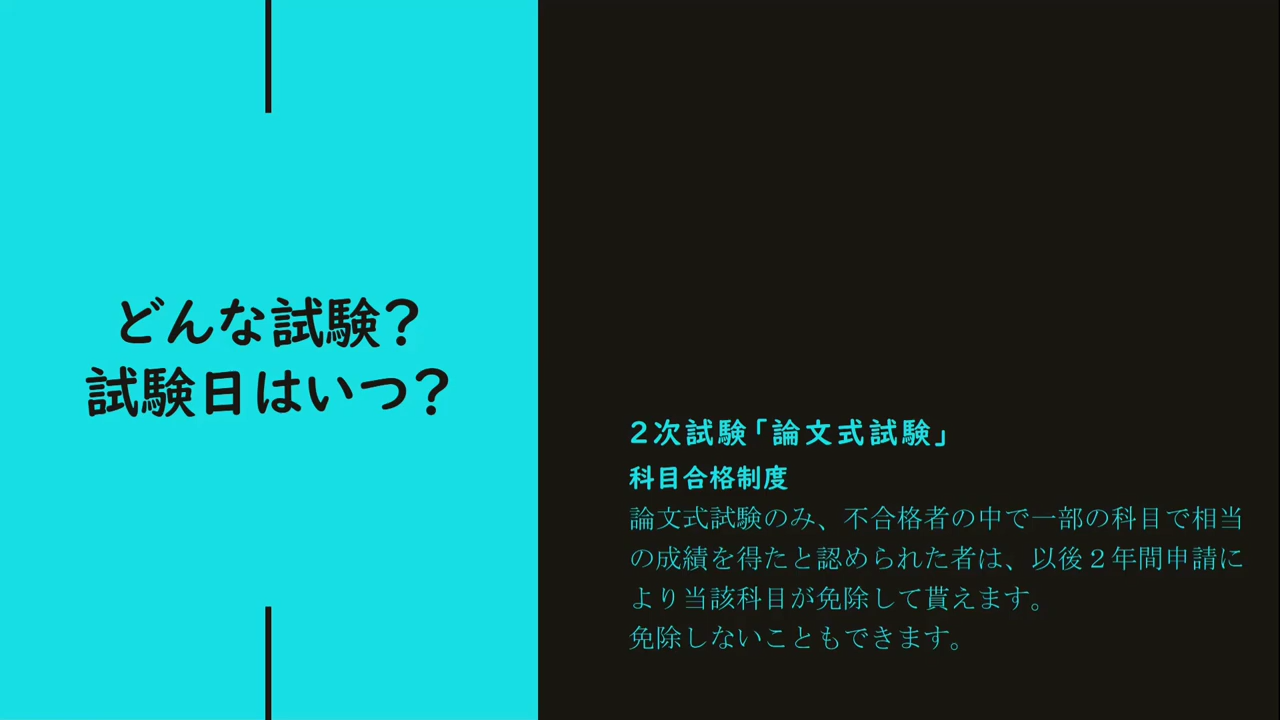 どんな試験？
試験日はいつ？
２次試験「論文式試験」
科目合格制度
論文式試験のみ、不合格者の中で一部の科目で相当
の成績を得たと認められた者は、以後２年間申請に
より当該科目が免除して貰えます。
免除しないこともできます。